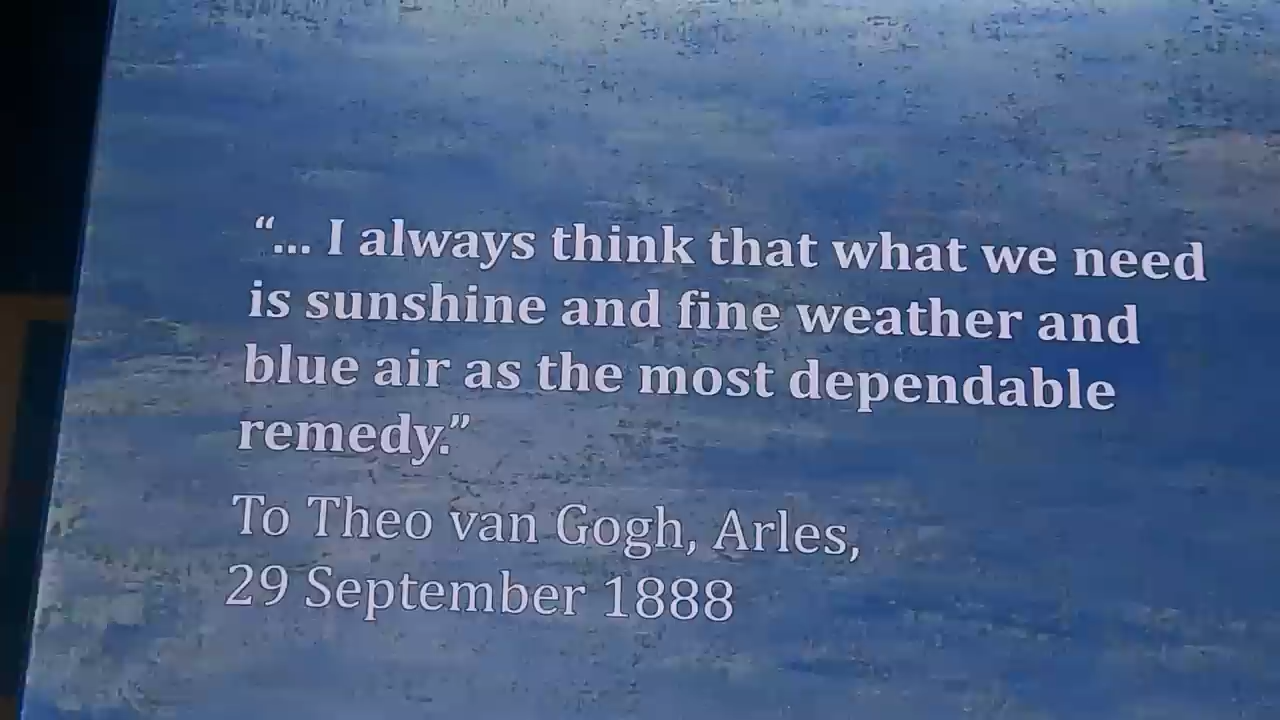 “... I always think that what we need
is sunshine and fine weather and
blue air as the most dependable
remedy.”
To Theo van Gogh, Arles,
29 September 1888